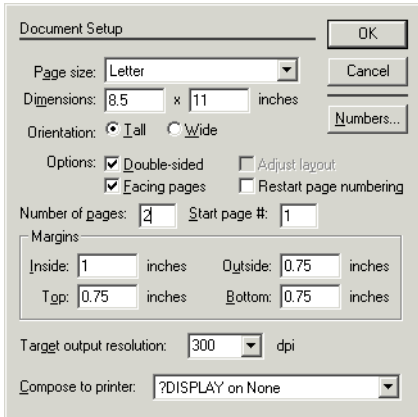 Document Setup
OK
Page size: Letter
Cancel
Dimensions: 8.5 x 11 inches
Numbers...
Orientation: Tall Wide
Options: Double-sided Adjust layout
Facing pages Restart page numbering
Number of pages: 2 Start page #: 1
Margins
Inside: 1 inches Outside: 0.75 inches
Top: 0.75 inches Bottom: 0.75 inches
Target output resolution: 300 dpi
Compose to printer: ?DISPLAY on None